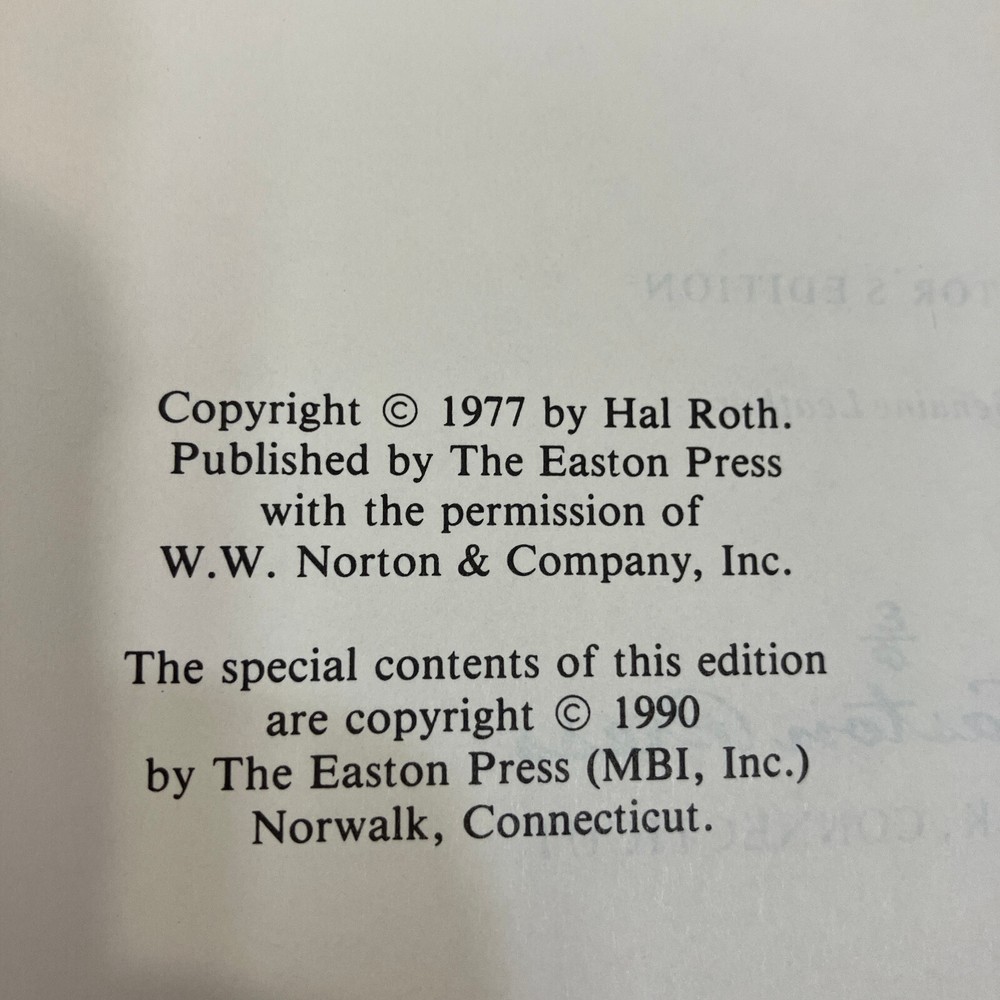 Copyright © 1977 by Hal Roth.
Published by The Easton Press
with the permission of
W.W. Norton & Company, Inc.
The special contents of this edition
are copyright © 1990
by The Easton Press (MBI, Inc.)
Norwalk, Connecticut.